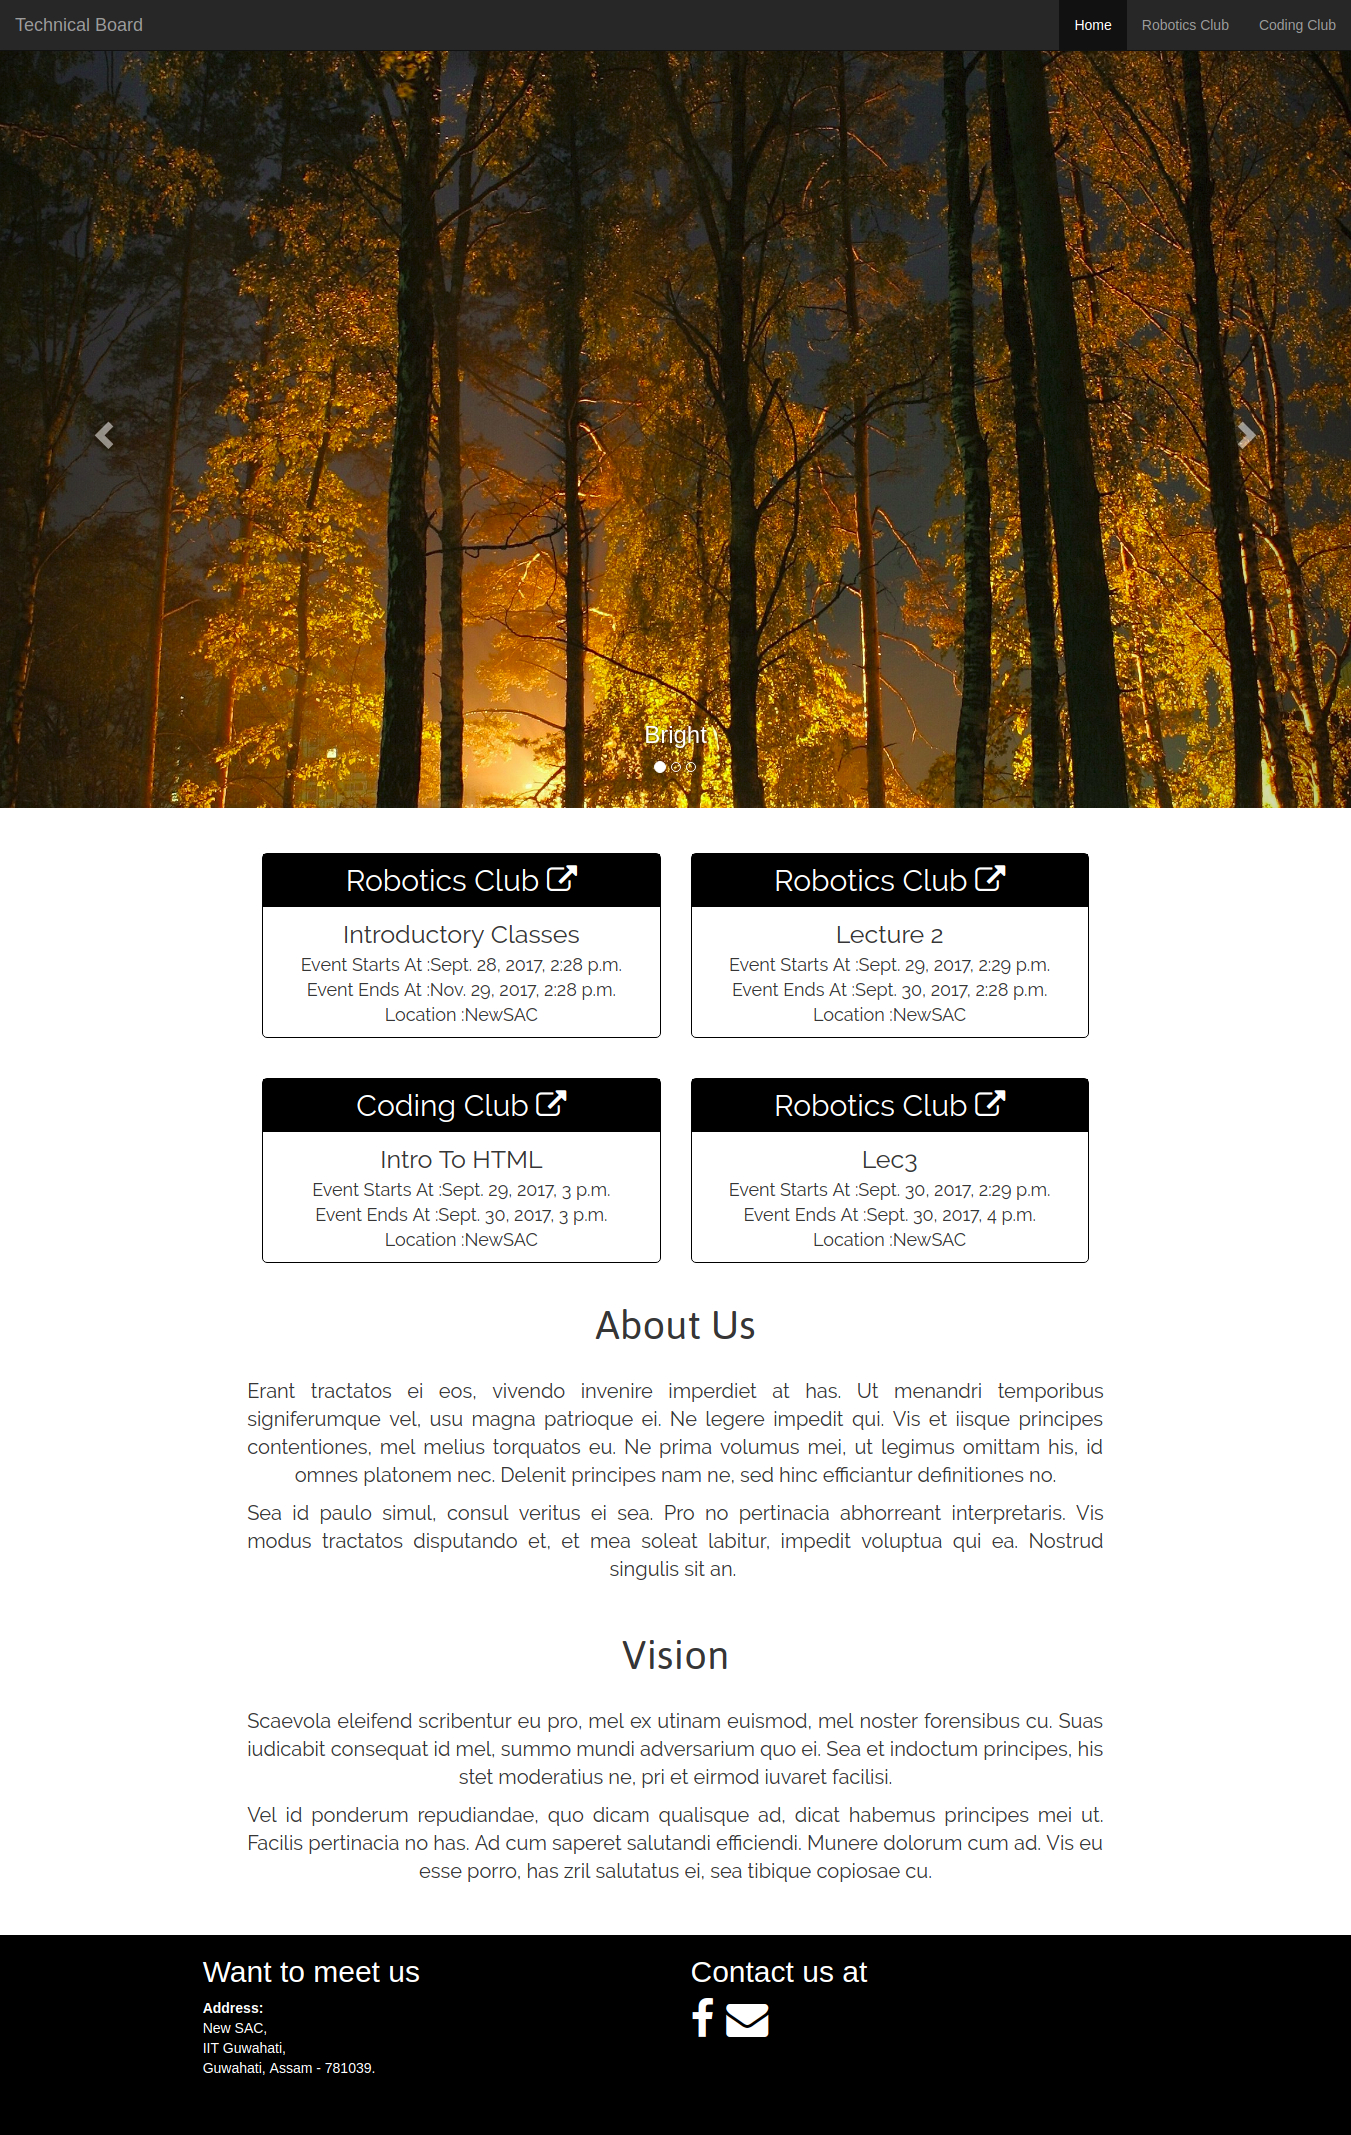 Technical Board
Home Robotics Club Coding Club
Bright
Robotics Club
Introductory Classes
Event Starts At :Sept. 28, 2017, 2:28 p.m.
Event Ends At :Nov. 29, 2017, 2:28 p.m.
Location :NewSAC
Robotics Club
Lecture 2
Event Starts At :Sept. 29, 2017, 2:29 p.m.
Event Ends At :Sept. 30, 2017, 2:28 p.m.
Location :NewSAC
Coding Club
Intro To HTML
Event Starts At :Sept. 29, 2017, 3 p.m.
Event Ends At :Sept. 30, 2017, 3 p.m.
Location :NewSAC
Robotics Club
Lec3
Event Starts At :Sept. 30, 2017, 2:29 p.m.
Event Ends At :Sept. 30, 2017, 4 p.m.
Location :NewSAC
About Us
Erant tractatos ei eos, vivendo invenire imperdiet at has. Ut menandri temporibus
signiferumque vel, usu magna patrioque ei. Ne legere impedit qui. Vis et iisque principes
contentiones, mel melius torquatos eu. Ne prima volumus mei, ut legimus omittam his, id
omnes platonem nec. Delenit principes nam ne, sed hinc efficiantur definitiones no.
Sea id paulo simul, consul veritus ei sea. Pro no pertinacia abhorreant interpretaris. Vis
modus tractatos disputando et, et mea soleat labitur, impedit voluptua qui ea. Nostrud
singulis sit an.
Vision
Scaevola eleifend scribentur eu pro, mel ex utinam euismod, mel noster forensibus cu. Suas
iudicabit consequat id mel, summo mundi adversarium quo ei. Sea et indoctum principes, his
stet moderatius ne, pri et eirmod iuvaret facilisi.
Vel id ponderum repudiandae, quo dicam qualisque ad, dicat habemus principes mei ut.
Facilis pertinacia no has. Ad cum saperet salutandi efficiendi. Munere dolorum cum ad. Vis eu
esse porro, has zril salutatus ei, sea tibique copiosae cu.
Want to meet us
Address:
New SAC,
IIT Guwahati,
Guwahati, Assam - 781039.
Contact us at